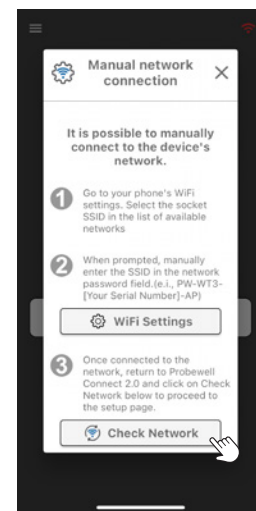 Manual network
connection
It is possible to manually
connect to the device's
network.
1
Go to your phone's WiFi
settings. Select the socket
SSID in the list of available
networks
2
When prompted, manually
enter the SSID in the network
password field.(e.i., PW-WT3-
[Your Serial Number]-AP)
WiFi Settings
3
Once connected to the
network, return to Probewell
Connect 2.0 and click on Check
Network below to proceed to
the setup page.
Check Network